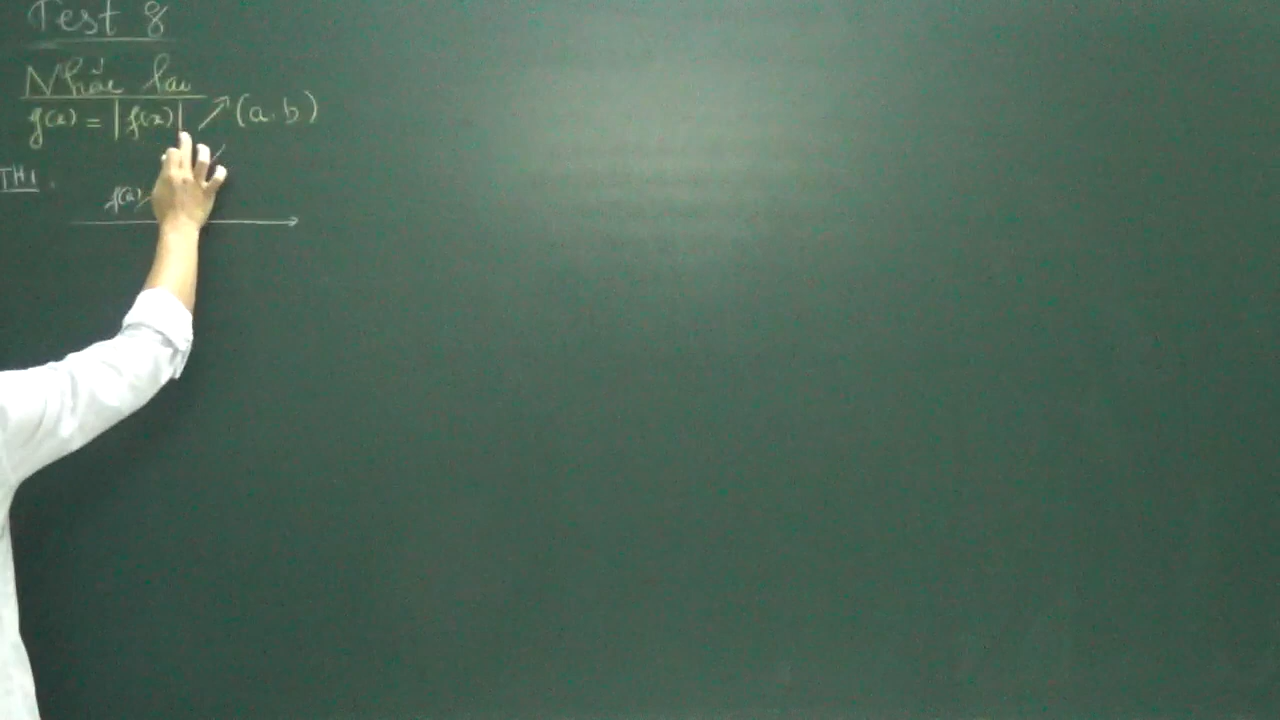 Test 8
Nhắc lại
g(x) = |f(x)| ↗ (a.b)
TH1.
f(x)